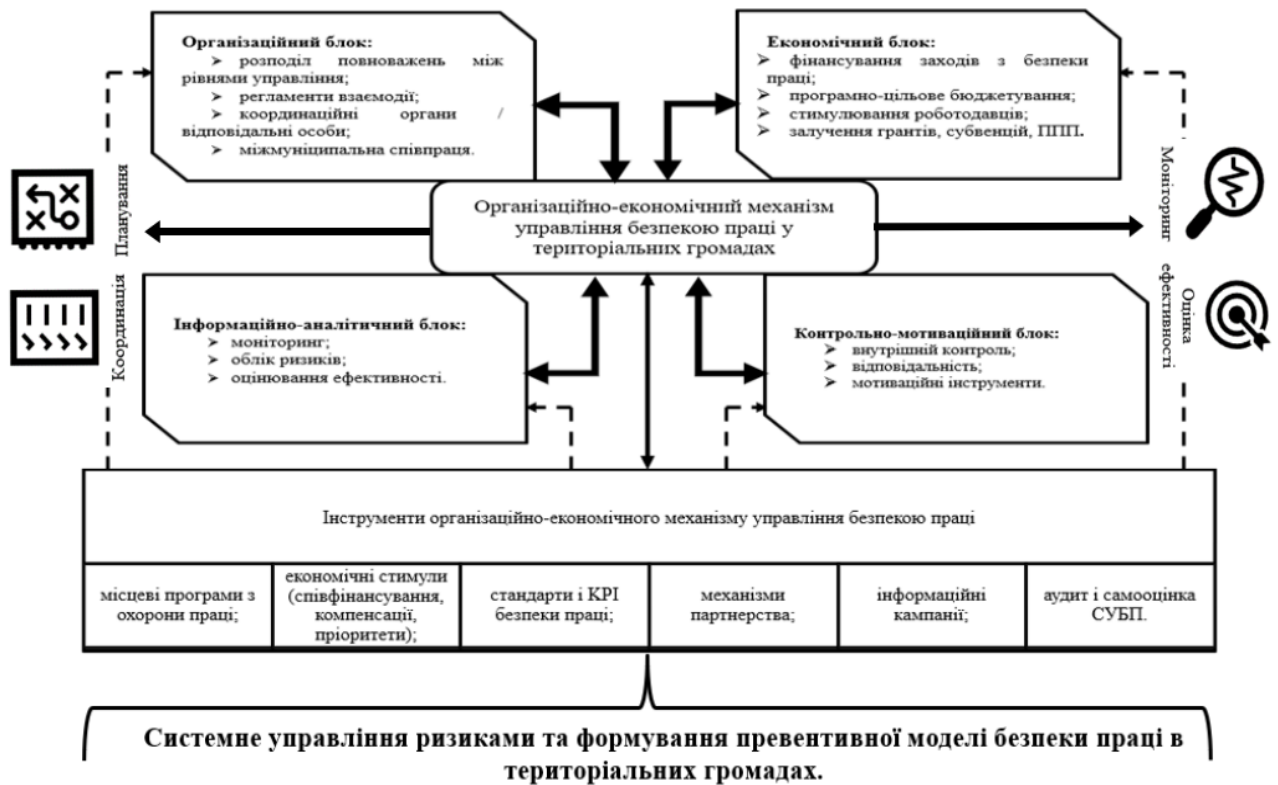 Організаційний блок:
➢ розподіл повноважень між
рівнями управління;
➢ регламенти взаємодії;
➢ координаційні органи /
відповідальні особи;
➢ міжмуніципальна співпраця.
Економічний блок:
➢ фінансування заходів з безпеки
праці;
➢ програмно-цільове бюджетування;
➢ стимулювання роботодавців;
➢ залучення грантів, субвенцій, ППП.
Планування
Моніторинг
Організаційно-економічний механізм
управління безпекою праці у
територіальних громадах
Координація
Оцінка
ефективності
Інформаційно-аналітичний блок:
➢ моніторинг;
➢ облік ризиків;
➢ оцінювання ефективності.
Контрольно-мотиваційний блок:
➢ внутрішній контроль;
➢ відповідальність;
➢ мотиваційні інструменти.
Інструменти організаційно-економічного механізму управління безпекою праці
місцеві програми з
охорони праці;
економічні стимули
(співфінансування,
компенсації,
пріоритети);
стандарти і KPI
безпеки праці;
механізми
партнерства;
інформаційні
кампанії;
аудит і самооцінка
СУБП.
Системне управління ризиками та формування превентивної моделі безпеки праці в
територіальних громадах.